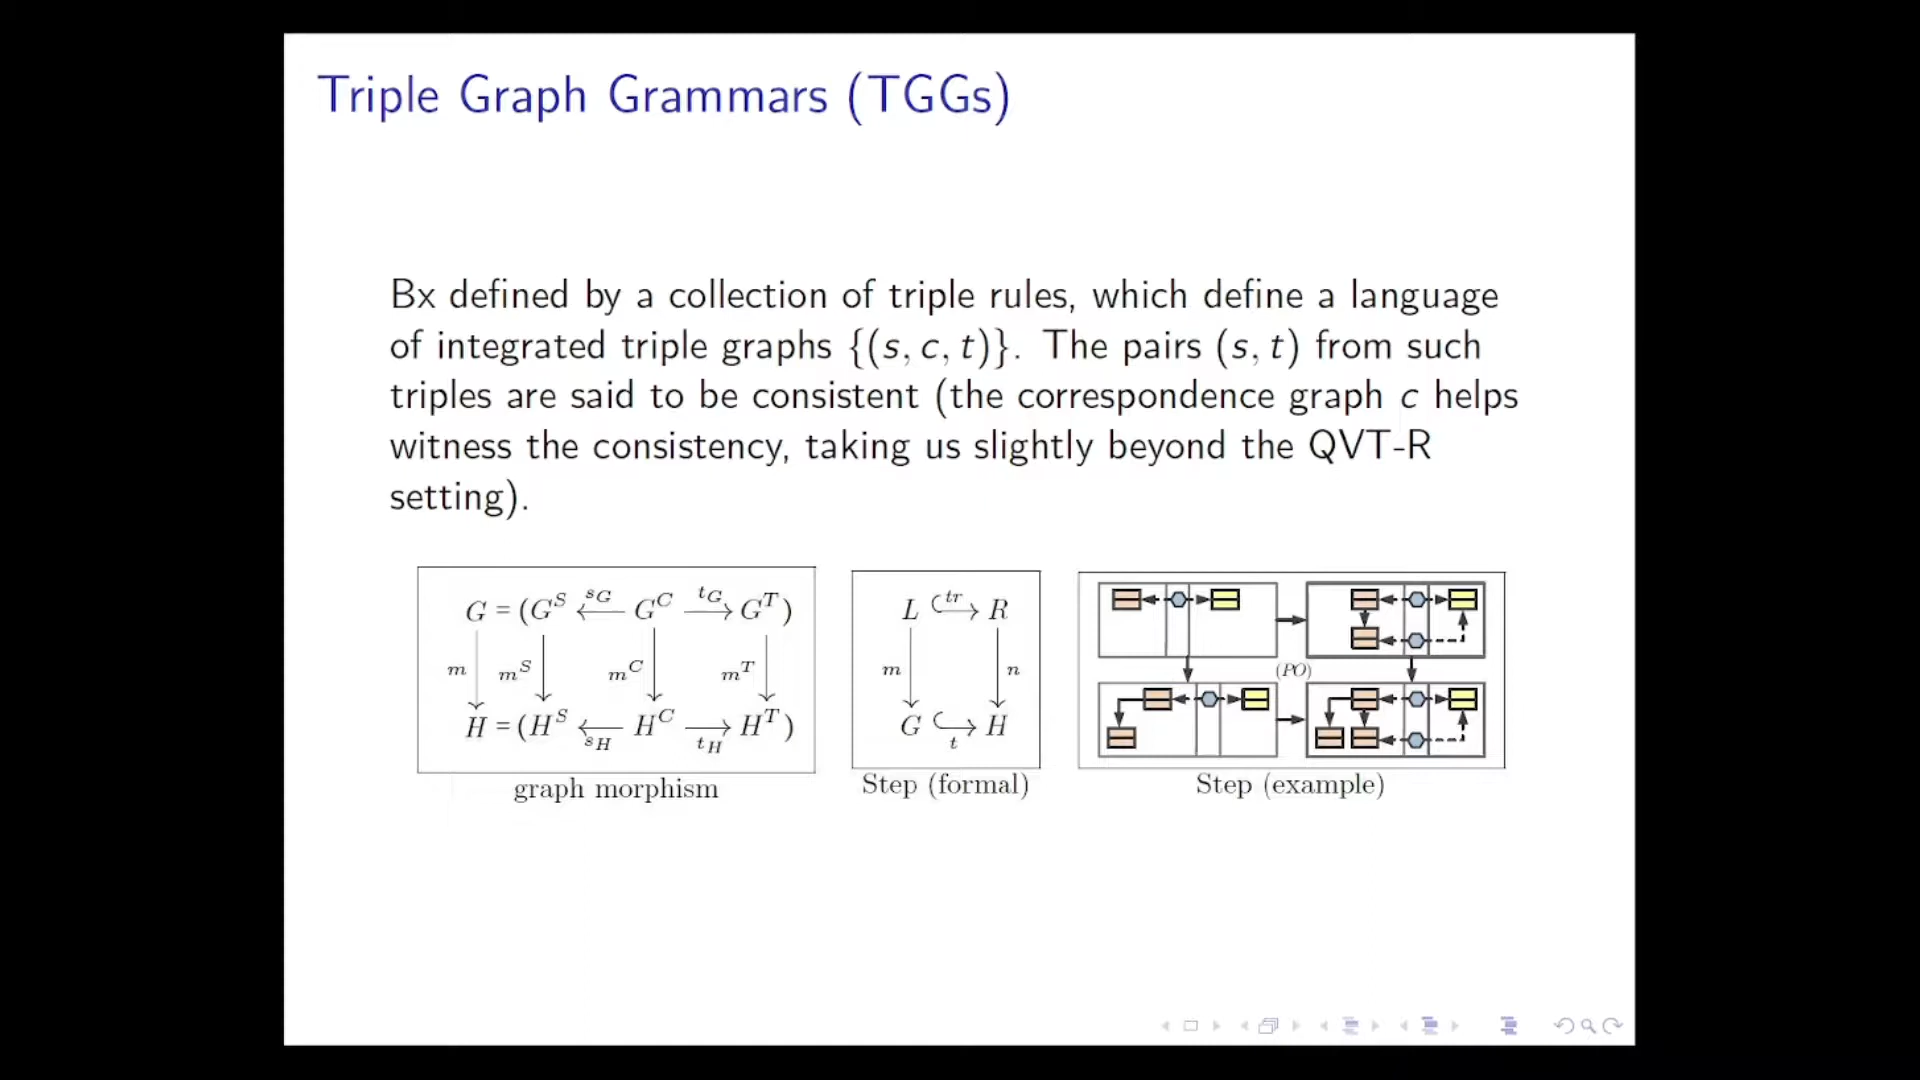 Triple Graph Grammars (TGGs)
Bx defined by a collection of triple rules, which define a language
of integrated triple graphs {(s, c, t)}. The pairs (s, t) from such
triples are said to be consistent (the correspondence graph c helps
witness the consistency, taking us slightly beyond the QVT-R
setting).
G = (G^S ←s_G G^C t_G→ G^T)
m m^S m^C m^T
H = (H^S ←s_H H^C t_H→ H^T)
graph morphism
L tr R
m n
G t H
Step (formal)
(PO)
Step (example)